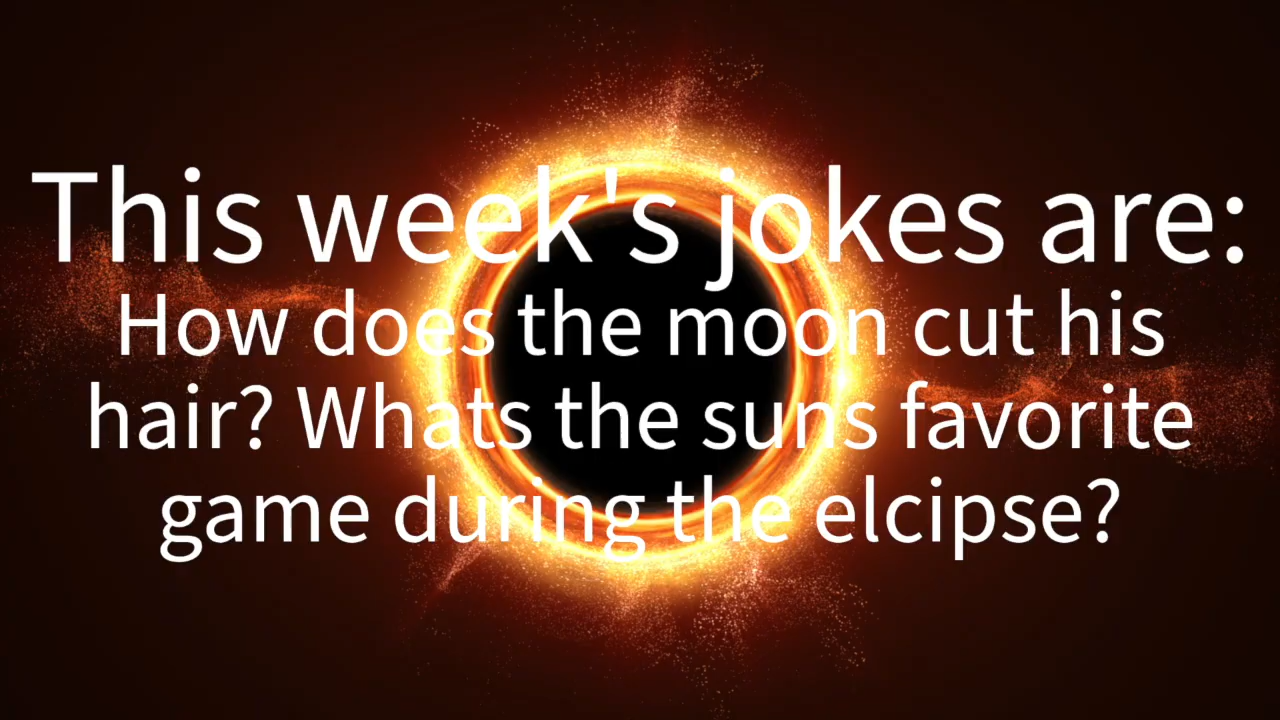 This week's jokes are:
How does the moon cut his
hair? Whats the suns favorite
game during the elcipse?